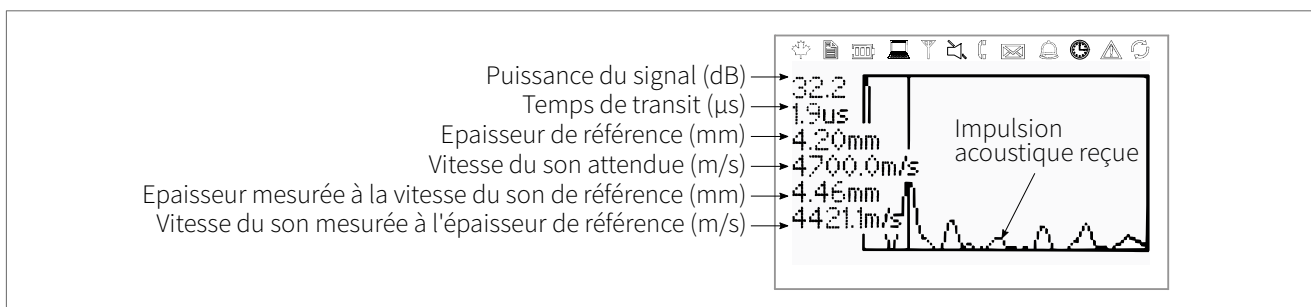 Puissance du signal (dB)
Temps de transit (µs)
Epaisseur de référence (mm)
Vitesse du son attendue (m/s)
Epaisseur mesurée à la vitesse du son de référence (mm)
Vitesse du son mesurée à l'épaisseur de référence (m/s)
32.2
1.9us
4.20mm
4700.0m/s
4.46mm
4421.1m/s
Impulsion
acoustique reçue